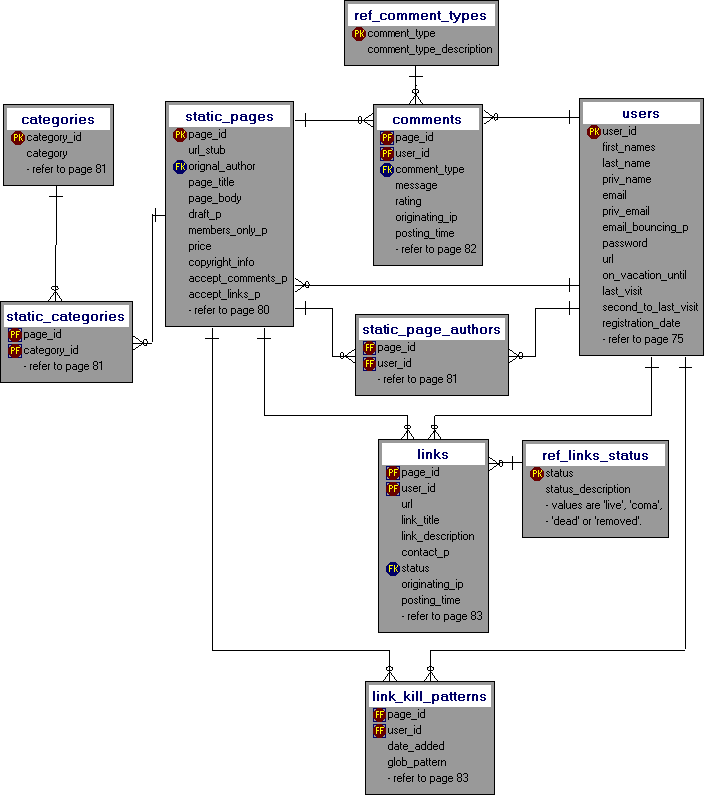 ref_comment_types
PK comment_type
comment_type_description
categories
PK category_id
category
- refer to page 81
static_pages
PK page_id
url_stub
FK orignal_author
page_title
page_body
draft_p
members_only_p
price
copyright_info
accept_comments_p
accept_links_p
- refer to page 80
comments
PF page_id
PF user_id
FK comment_type
message
rating
originating_ip
posting_time
- refer to page 82
users
PK user_id
first_names
last_name
priv_name
email
priv_email
email_bouncing_p
password
url
on_vacation_until
last_visit
second_to_last_visit
registration_date
- refer to page 75
static_categories
PF page_id
PF category_id
- refer to page 81
static_page_authors
FF page_id
FF user_id
- refer to page 81
links
PF page_id
PF user_id
url
link_title
link_description
contact_p
FK status
originating_ip
posting_time
- refer to page 83
ref_links_status
PK status
status_description
- values are 'live', 'coma',
- 'dead' or 'removed'.
link_kill_patterns
FF page_id
FF user_id
date_added
glob_pattern
- refer to page 83